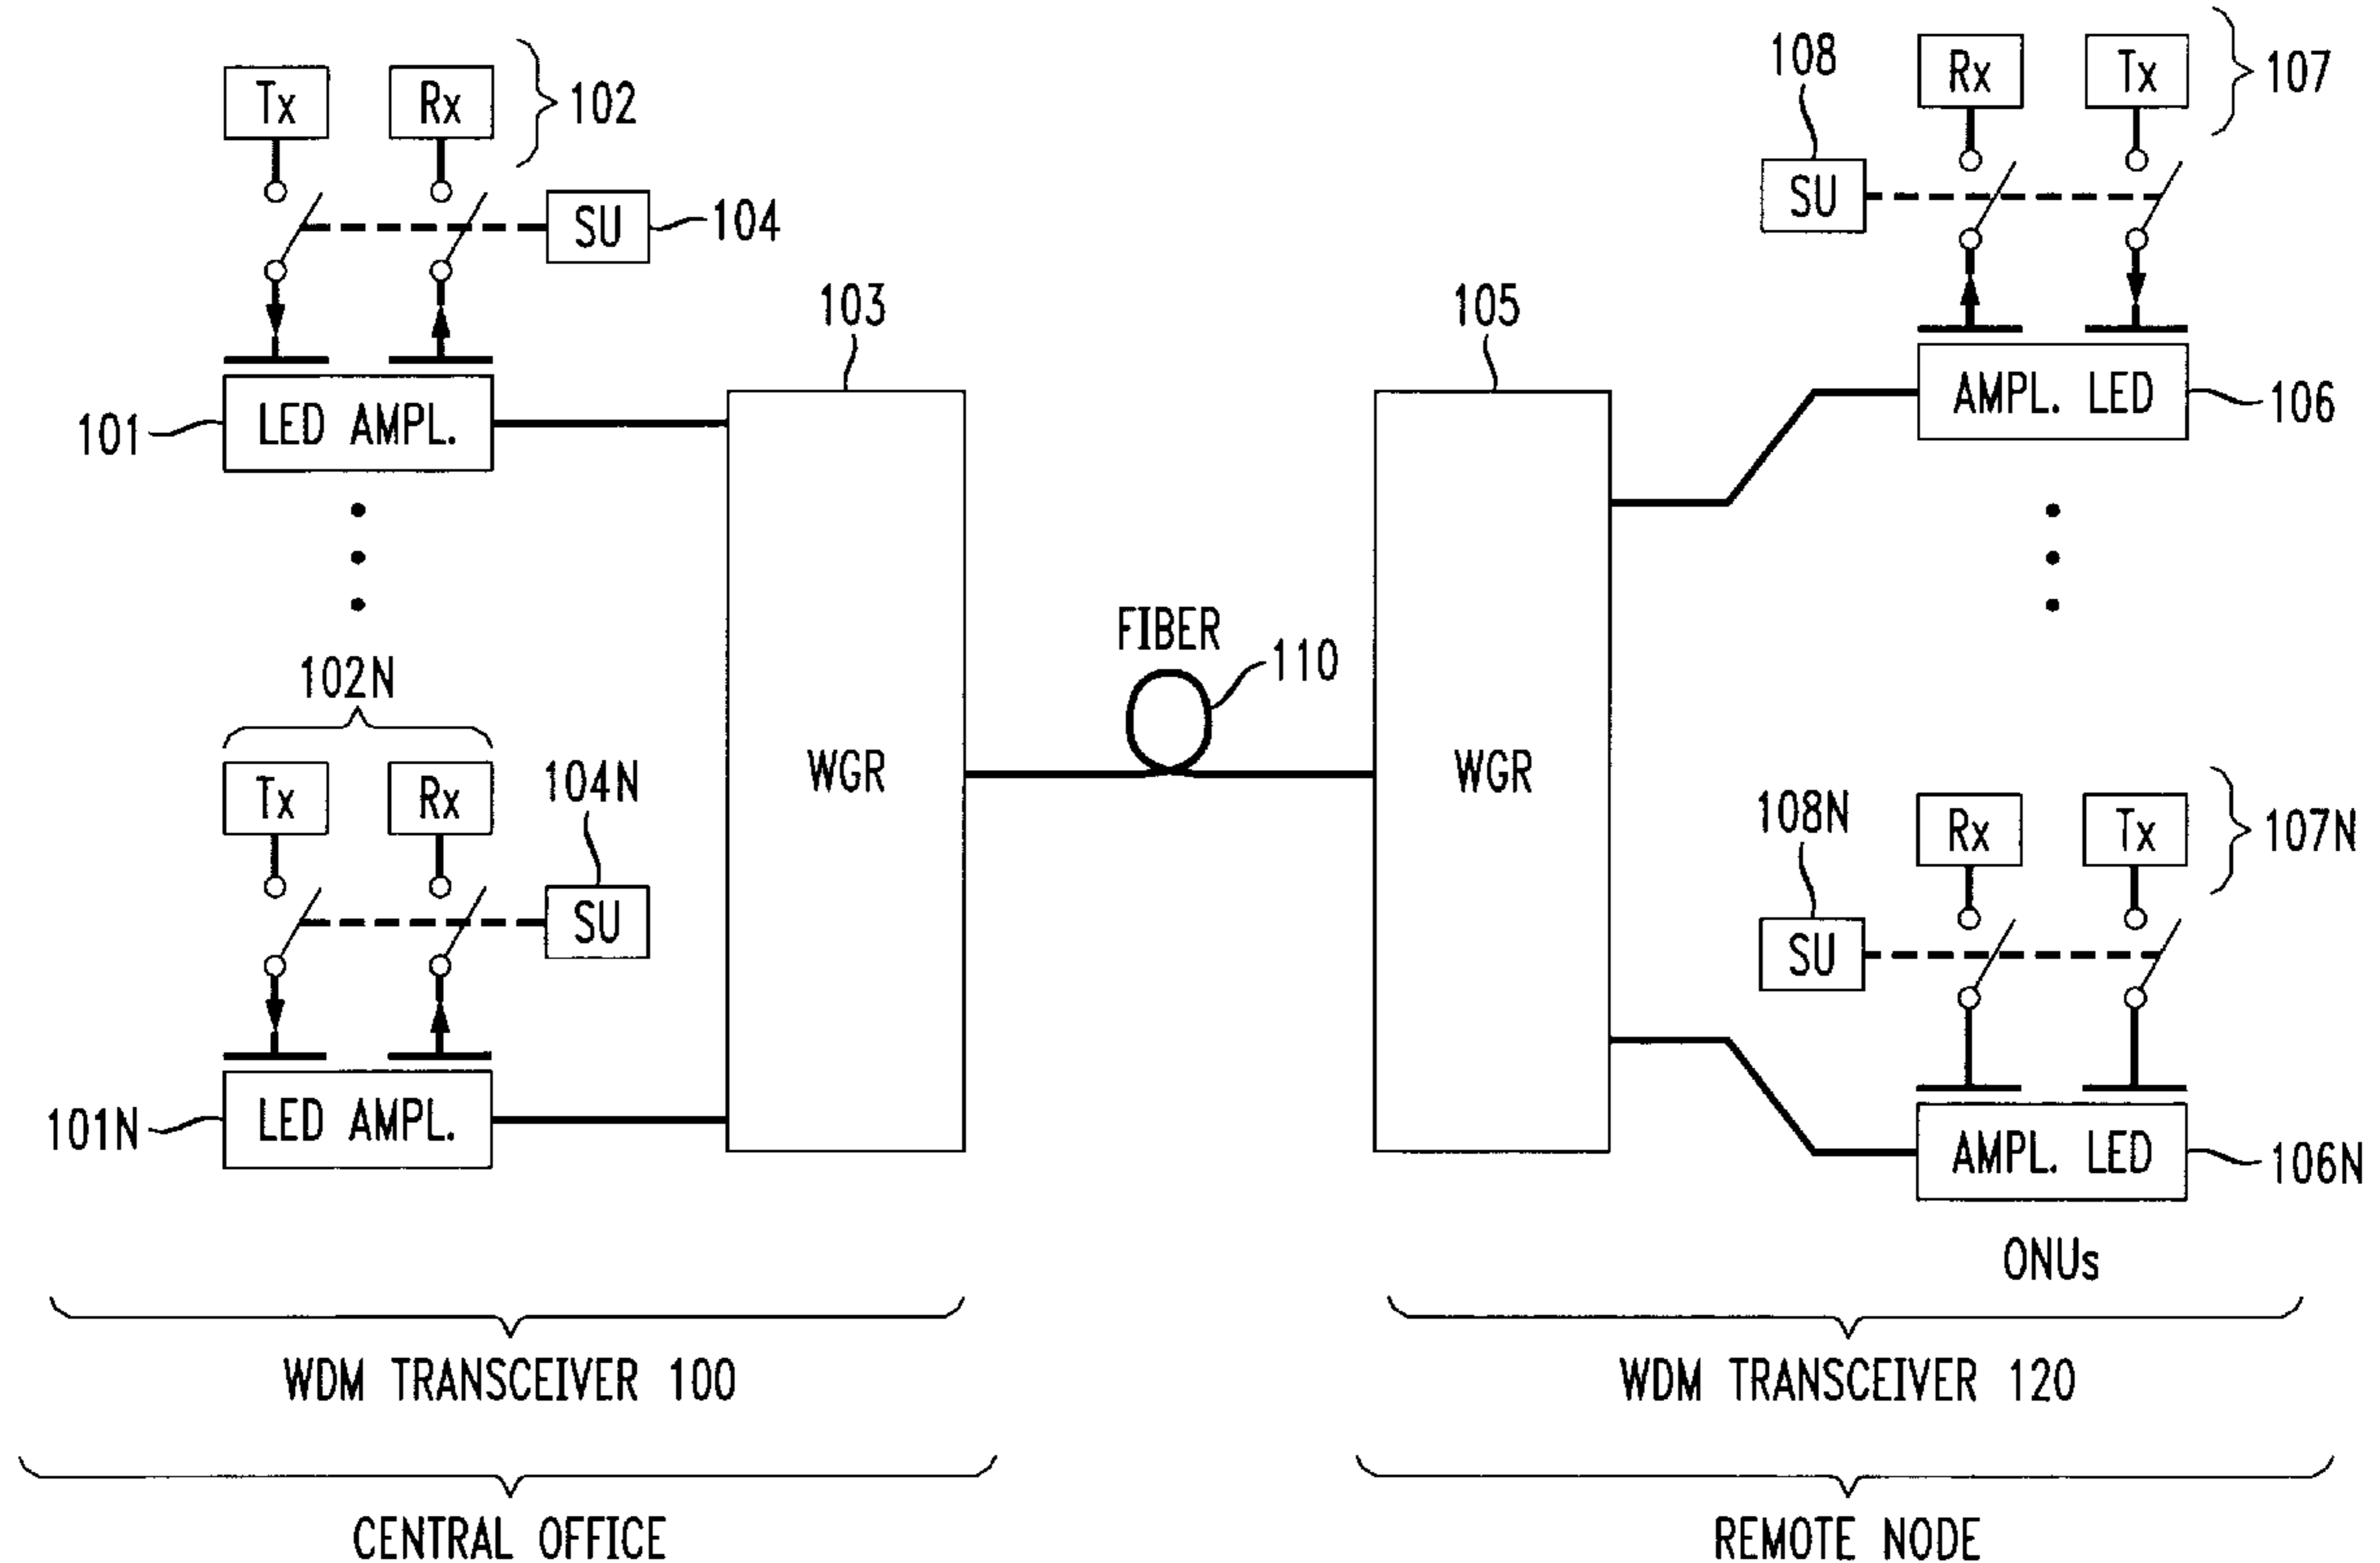 Tx
Rx
102
SU
104
101
LED AMPL.
103
WGR
102N
Tx
Rx
104N
SU
101N
LED AMPL.
FIBER
110
105
WGR
108
Rx
Tx
107
SU
AMPL. LED
106
108N
Rx
Tx
107N
SU
AMPL. LED
106N
ONUs
WDM TRANSCEIVER 100
WDM TRANSCEIVER 120
CENTRAL OFFICE
REMOTE NODE